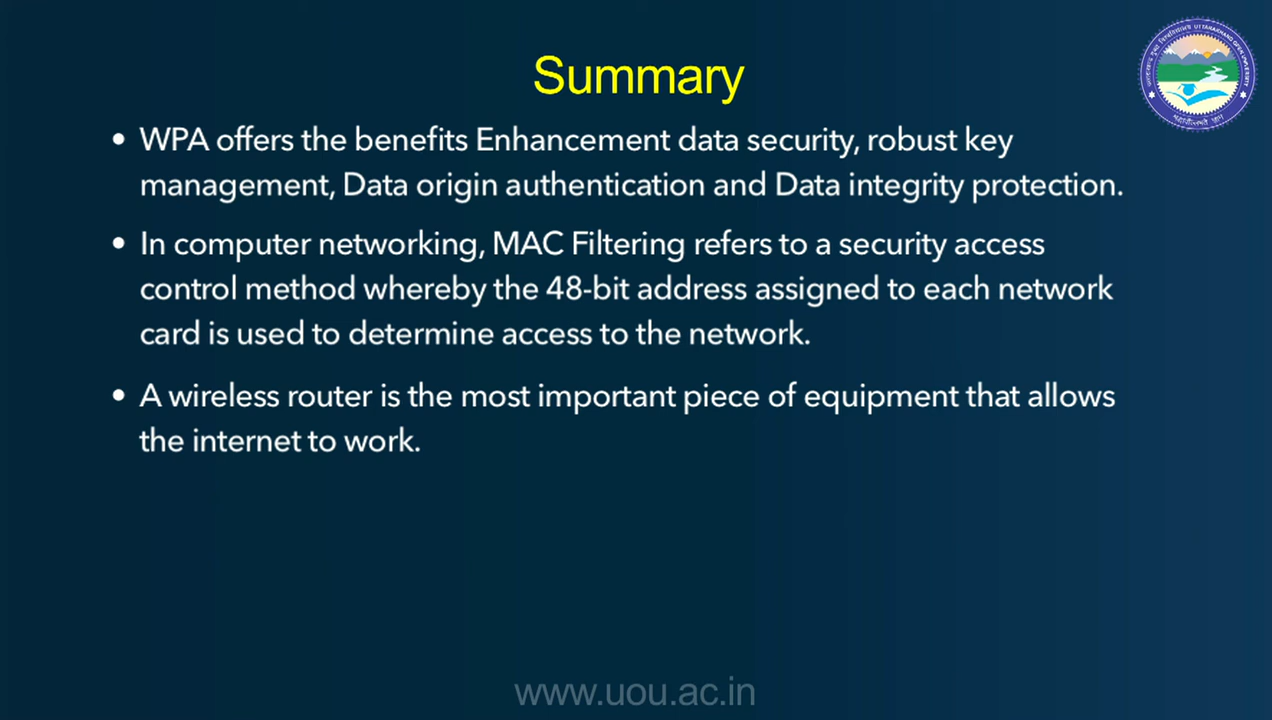 Summary
• WPA offers the benefits Enhancement data security, robust key
management, Data origin authentication and Data integrity protection.
• In computer networking, MAC Filtering refers to a security access
control method whereby the 48-bit address assigned to each network
card is used to determine access to the network.
• A wireless router is the most important piece of equipment that allows
the internet to work.
UTTARAKHAND OPEN UNIVERSITY
www.uou.ac.in